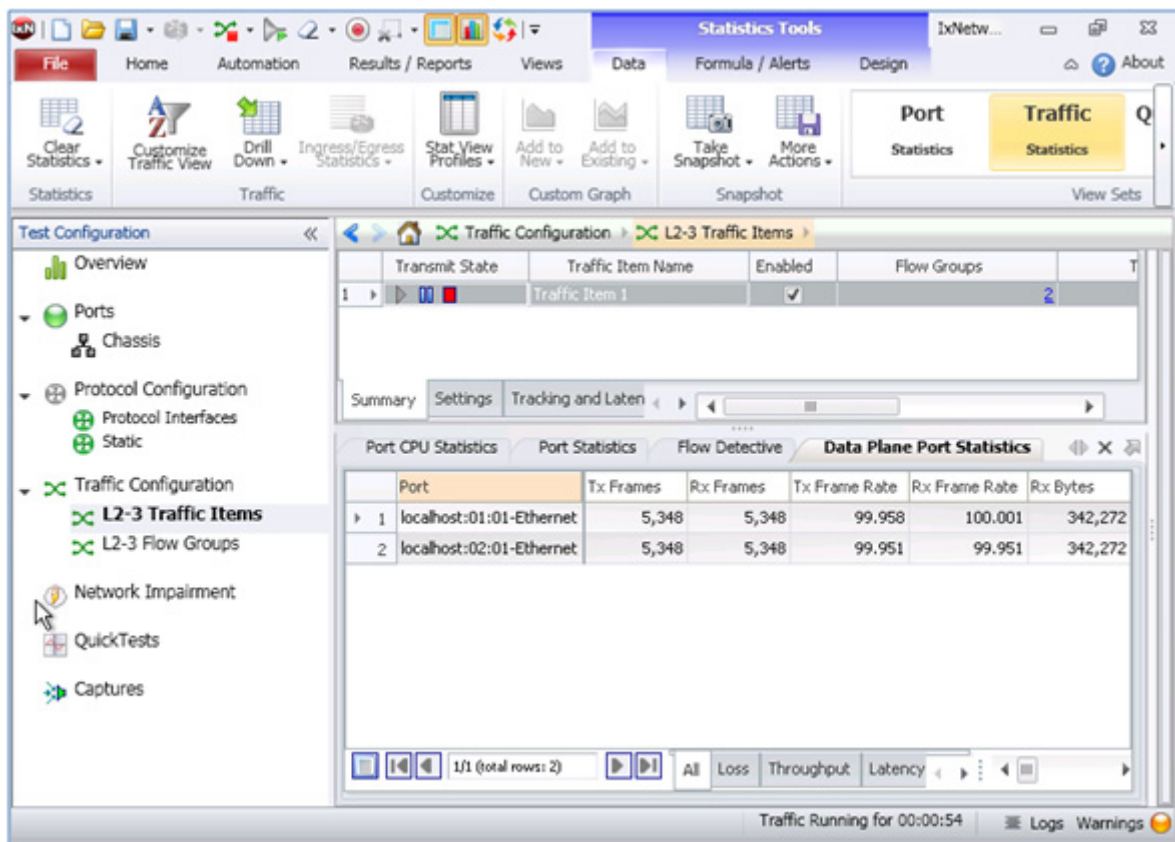 IXN
Statistics Tools
IxNetw...
File Home Automation Results / Reports Views Data Formula / Alerts Design About
Clear Statistics
Customize Traffic View
Drill Down
Ingress/Egress Statistics
Stat View Profiles
Add to New
Add to Existing
Take Snapshot
More Actions
Port Statistics
Traffic Statistics
Q
Statistics Traffic Customize Custom Graph Snapshot View Sets
Test Configuration
Overview
Ports
Chassis
Protocol Configuration
Protocol Interfaces
Static
Traffic Configuration
L2-3 Traffic Items
L2-3 Flow Groups
Network Impairment
QuickTests
Captures
Traffic Configuration L2-3 Traffic Items
Transmit State Traffic Item Name Enabled Flow Groups T
1 Traffic Item 1 2
Summary Settings Tracking and Laten
Port CPU Statistics Port Statistics Flow Detective Data Plane Port Statistics
Port Tx Frames Rx Frames Tx Frame Rate Rx Frame Rate Rx Bytes
1 localhost:01:01-Ethernet 5,348 5,348 99.958 100.001 342,272
2 localhost:02:01-Ethernet 5,348 5,348 99.951 99.951 342,272
1/1 (total rows: 2) All Loss Throughput Latency
Traffic Running for 00:00:54 Logs Warnings